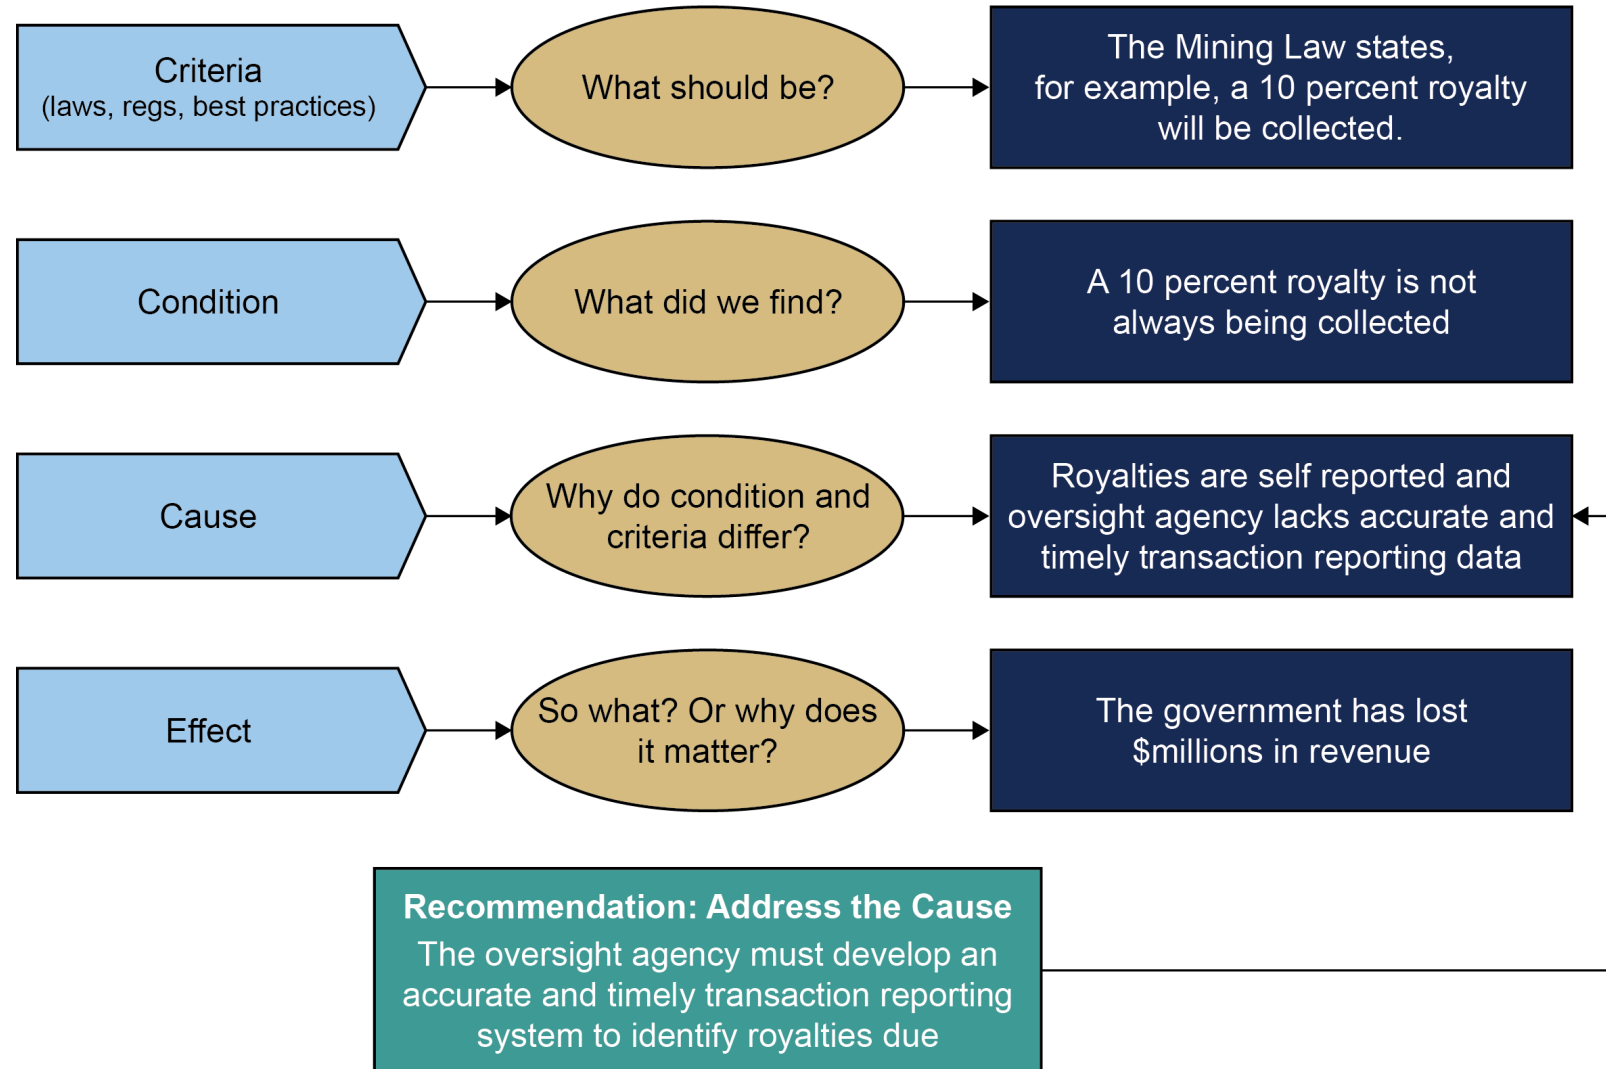 Criteria
(laws, regs, best practices)
What should be?
The Mining Law states,
for example, a 10 percent royalty
will be collected.
Condition
What did we find?
A 10 percent royalty is not
always being collected
Cause
Why do condition and
criteria differ?
Royalties are self reported and
oversight agency lacks accurate and
timely transaction reporting data
Effect
So what? Or why does
it matter?
The government has lost
$millions in revenue
Recommendation: Address the Cause
The oversight agency must develop an
accurate and timely transaction reporting
system to identify royalties due